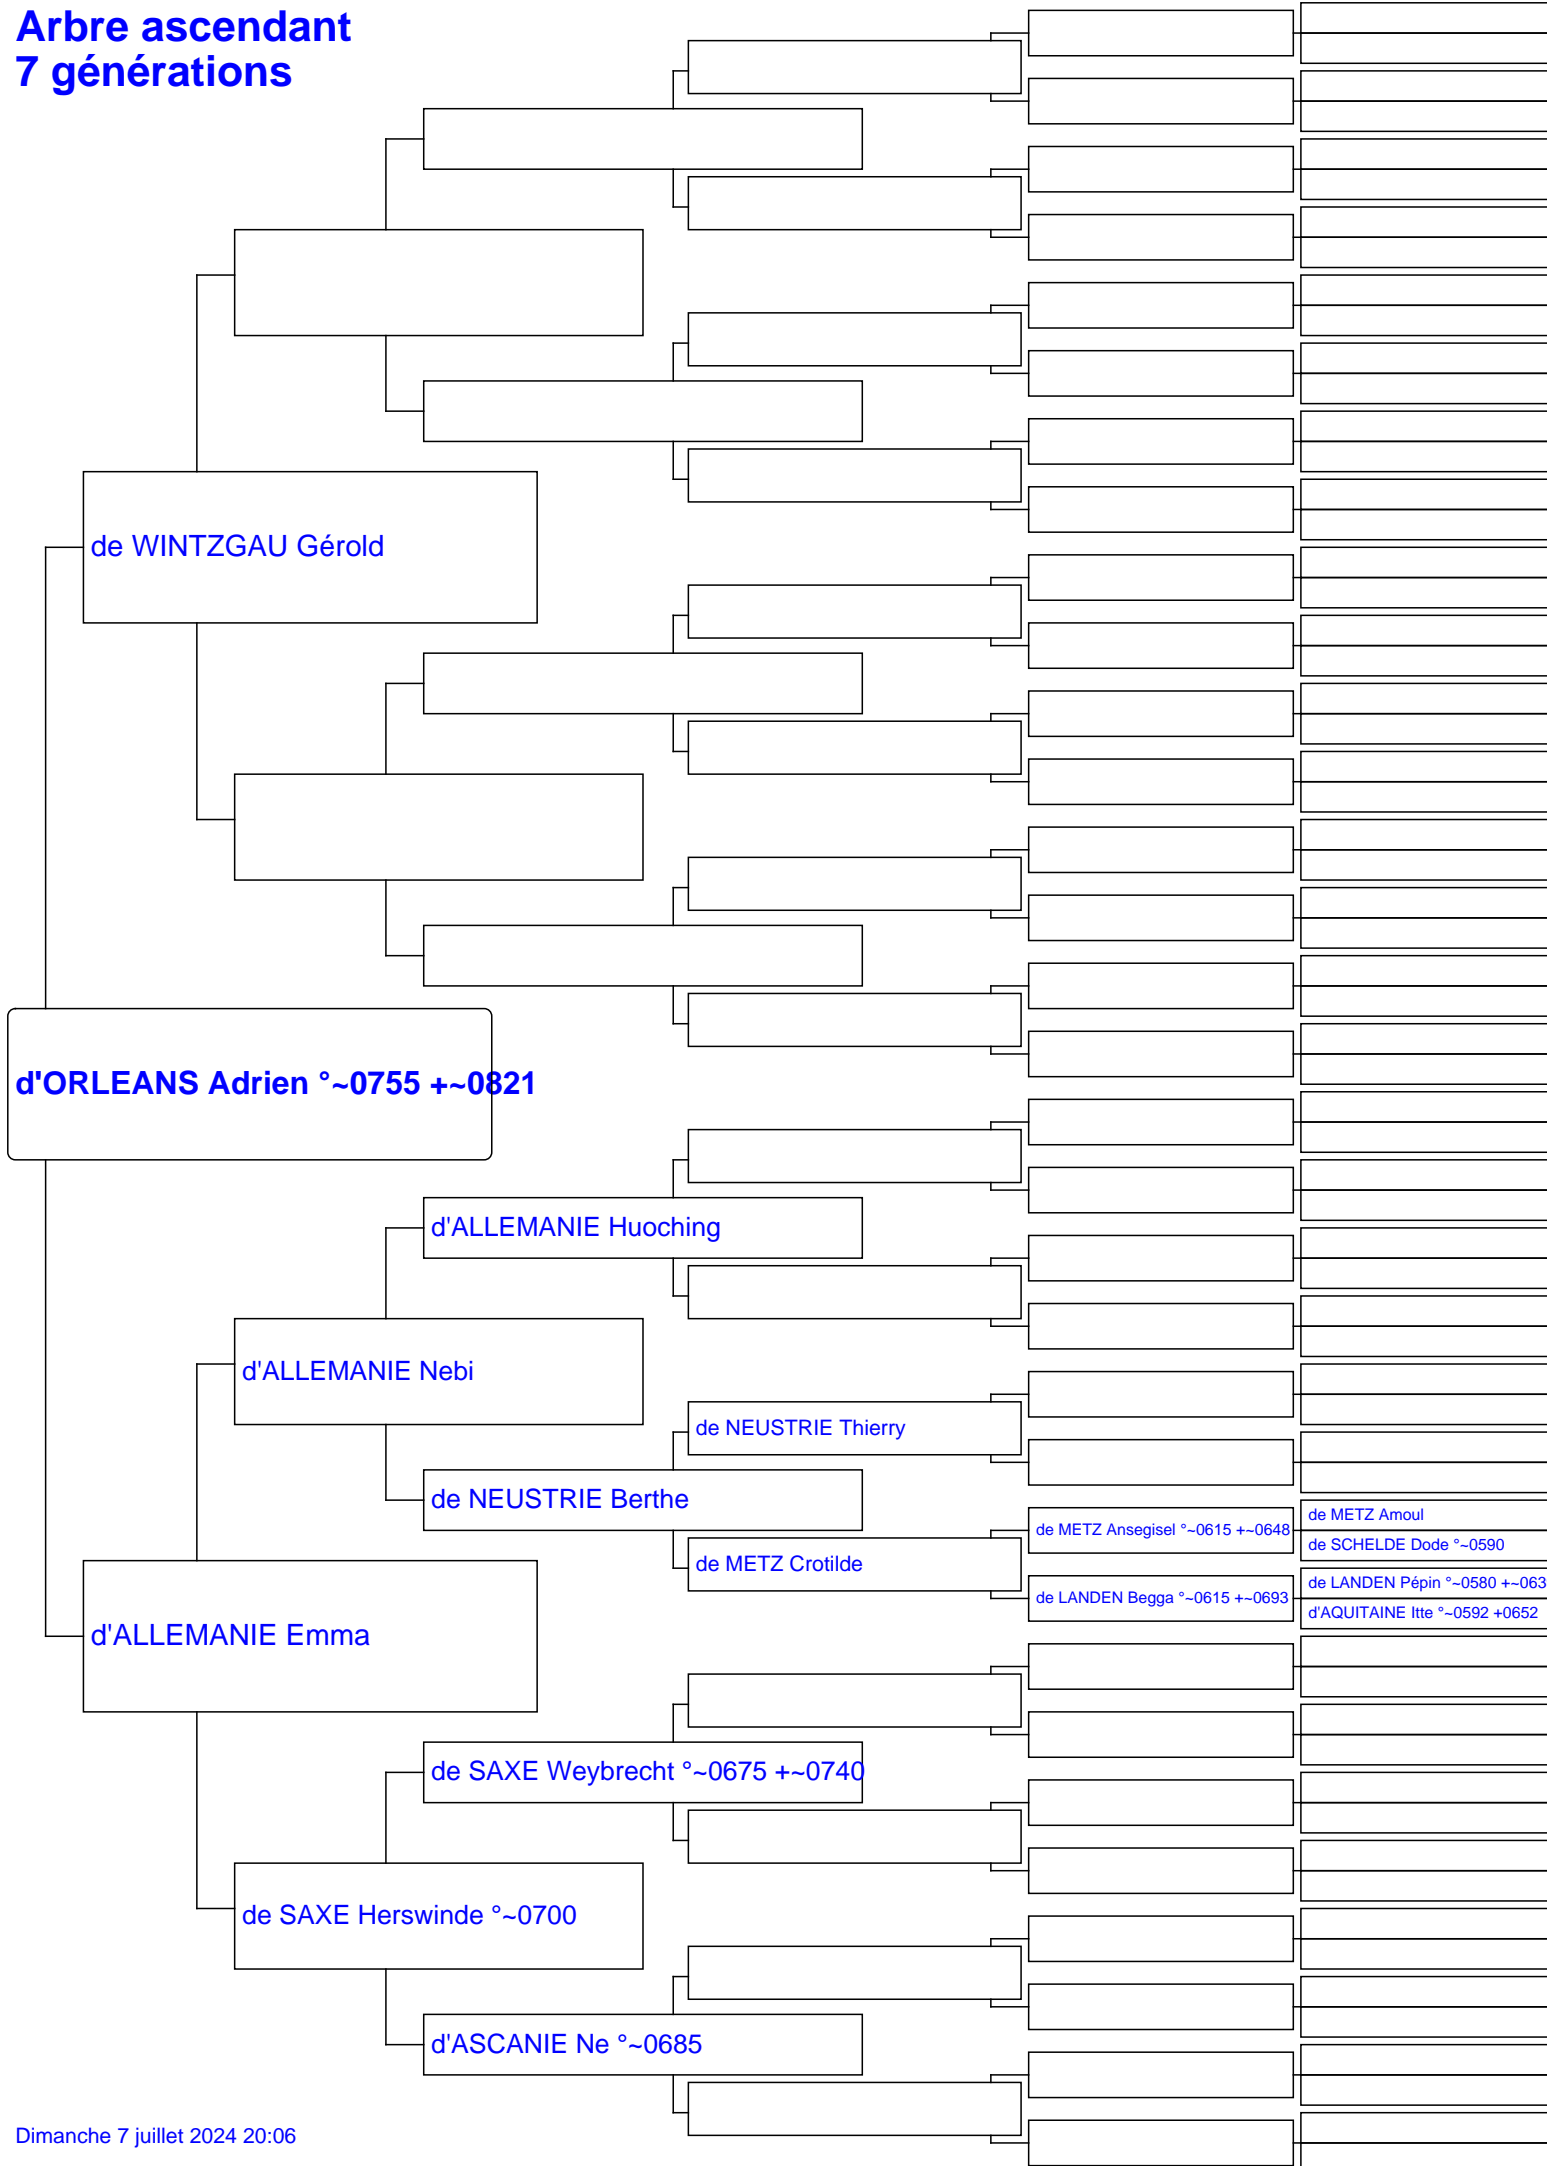 Arbre ascendant
7 générations
de WINTZGAU Gérold
d'ORLEANS Adrien °~0755 +~0821
d'ALLEMANIE Huoching
d'ALLEMANIE Nebi
de NEUSTRIE Thierry
de NEUSTRIE Berthe
de METZ Amoul
de METZ Ansegisel °~0615 +~0648
de SCHELDE Dode °~0590
de METZ Crotilde
de LANDEN Pépin °~0580 +~063
de LANDEN Begga °~0615 +~0693
d'AQUITAINE Itte °~0592 +0652
d'ALLEMANIE Emma
de SAXE Weybrecht °~0675 +~0740
de SAXE Herswinde °~0700
d'ASCANIE Ne °~0685
Dimanche 7 juillet 2024 20:06